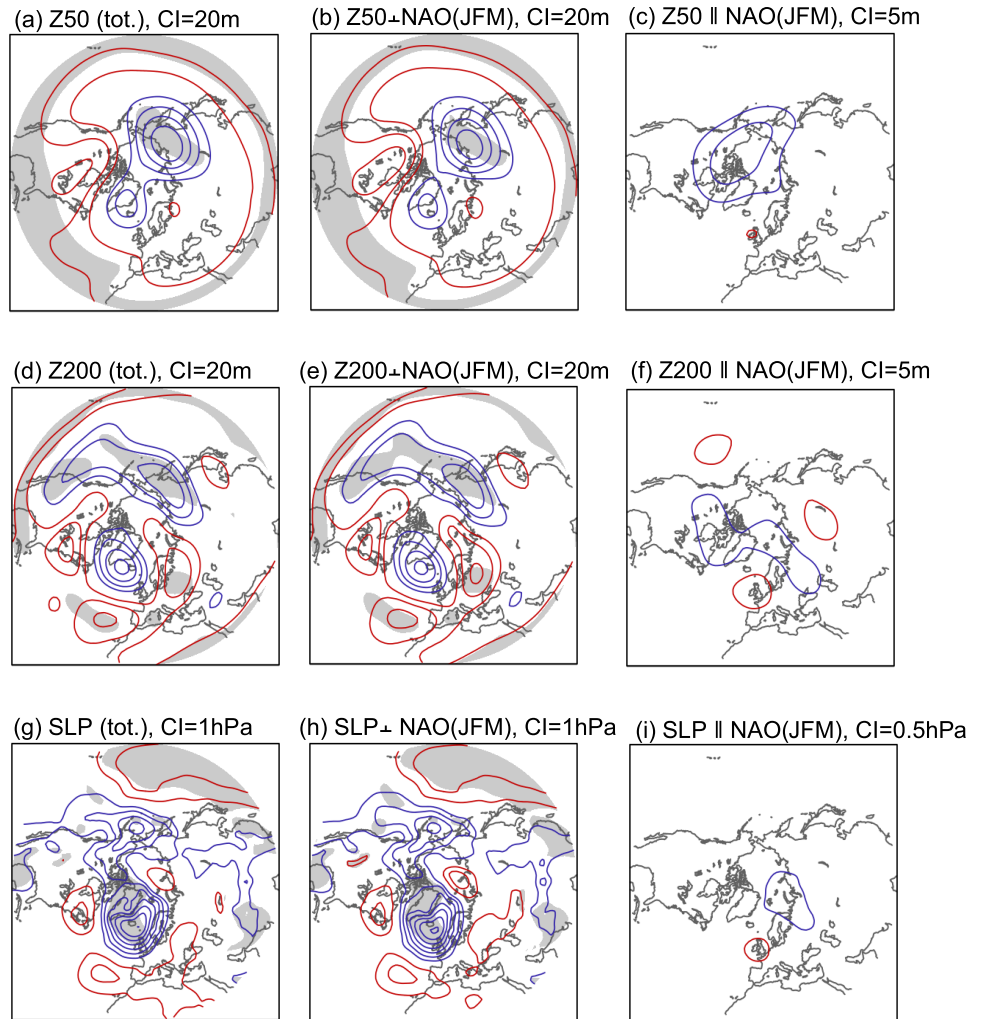 (a) Z50 (tot.), CI=20m
(b) Z50⟂NAO(JFM), CI=20m
(c) Z50 ǁ NAO(JFM), CI=5m
(d) Z200 (tot.), CI=20m
(e) Z200⟂NAO(JFM), CI=20m
(f) Z200 ǁ NAO(JFM), CI=5m
(g) SLP (tot.), CI=1hPa
(h) SLP⟂ NAO(JFM), CI=1hPa
(i) SLP ǁ NAO(JFM), CI=0.5hPa